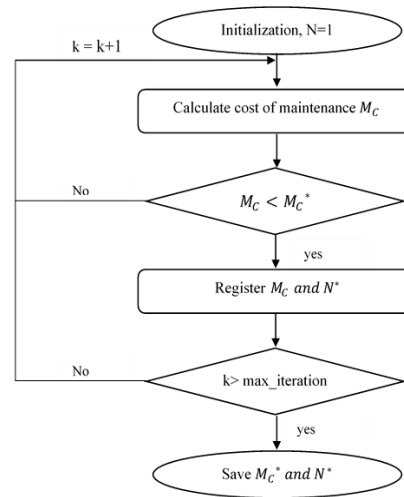 Initialization, N=1
k = k+1
Calculate cost of maintenance M_C
No
M_C < M_C^*
yes
Register M_C and N^*
No
k> max_iteration
yes
Save M_C^* and N^*